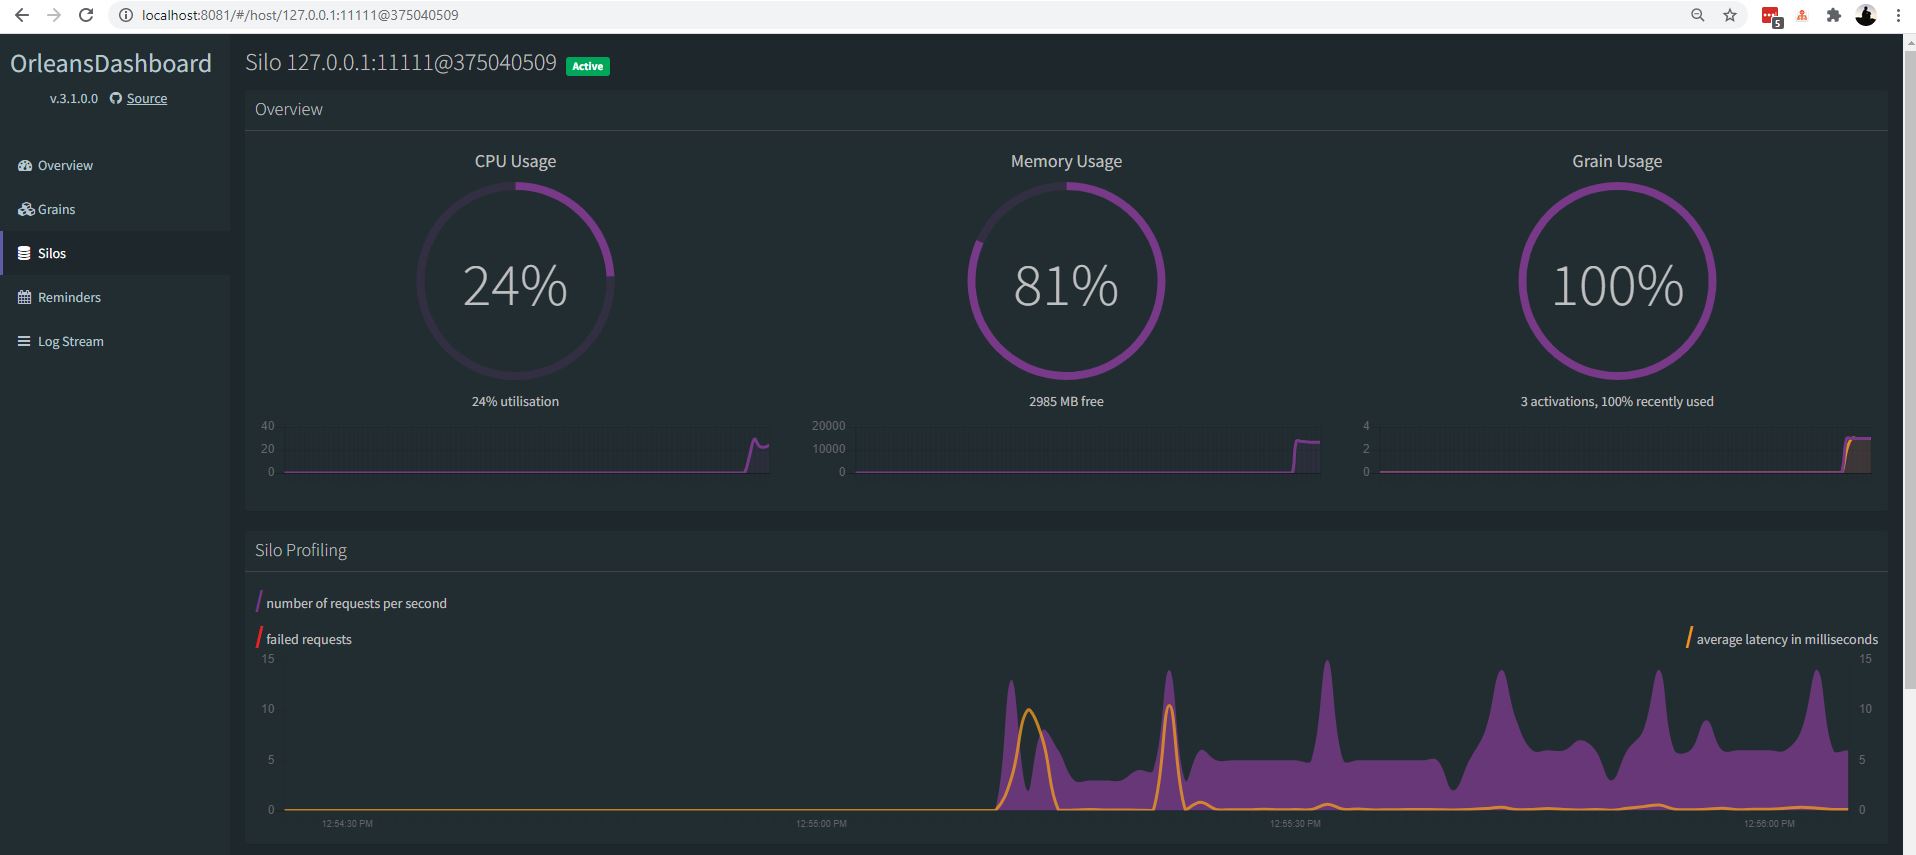 localhost:8081/#/host/127.0.0.1:11111@375040509
5
OrleansDashboard
v.3.1.0.0 Source
Overview
Grains
Silos
Reminders
Log Stream
Silo 127.0.0.1:11111@375040509 Active
Overview
CPU Usage
24%
24% utilisation
40
20
0
Memory Usage
81%
2985 MB free
20000
10000
0
Grain Usage
100%
3 activations, 100% recently used
4
2
0
Silo Profiling
number of requests per second
failed requests
average latency in milliseconds
15
10
5
0
15
10
5
0
12:54:30 PM
12:55:00 PM
12:55:30 PM
12:56:00 PM